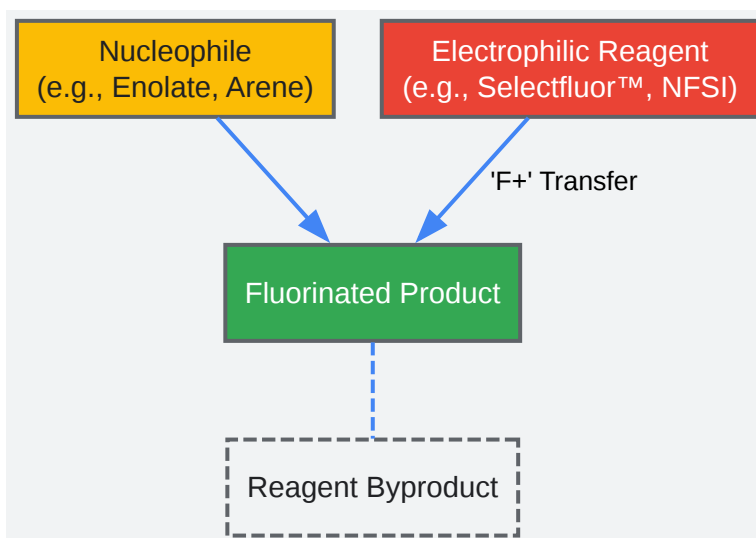 Nucleophile
(e.g., Enolate, Arene)
Electrophilic Reagent
(e.g., Selectfluor™, NFSI)
'F+' Transfer
Fluorinated Product
Reagent Byproduct